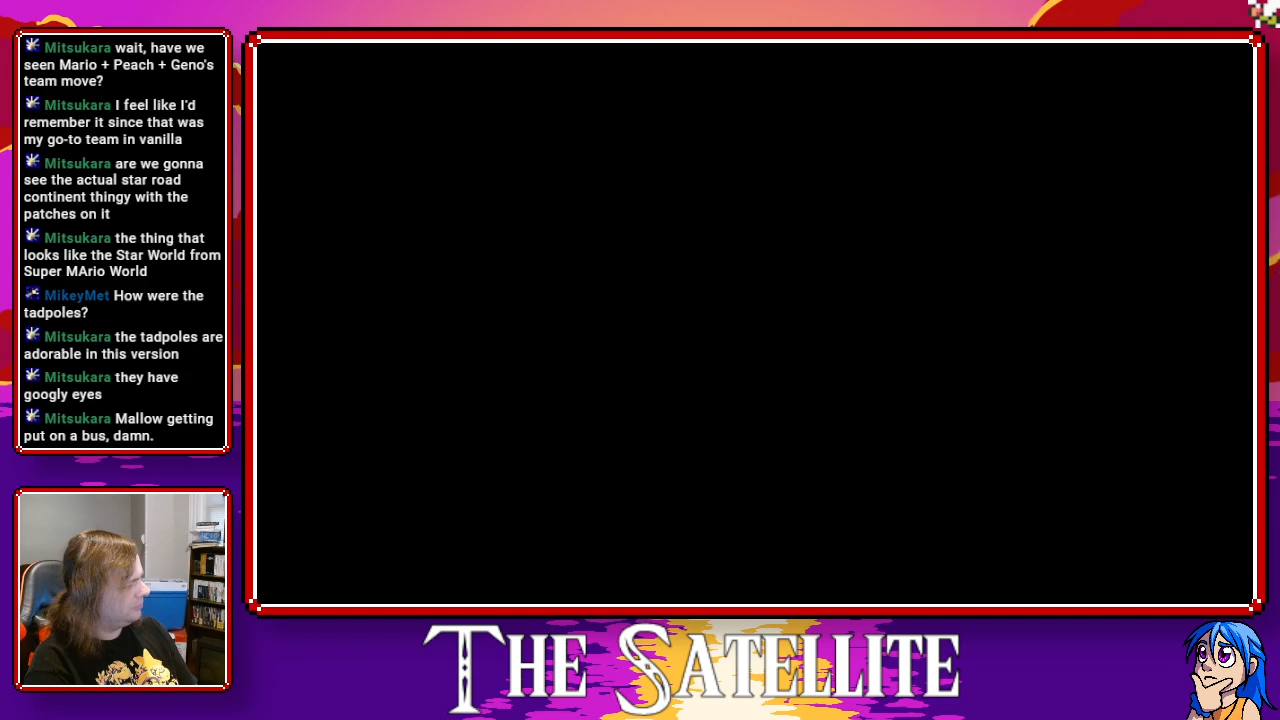 Mitsukara wait, have we
seen Mario + Peach + Geno's
team move?
Mitsukara I feel like I'd
remember it since that was
my go-to team in vanilla
Mitsukara are we gonna
see the actual star road
continent thingy with the
patches on it
Mitsukara the thing that
looks like the Star World from
Super MArio World
MikeyMet How were the
tadpoles?
Mitsukara the tadpoles are
adorable in this version
Mitsukara they have
googly eyes
Mitsukara Mallow getting
put on a bus, damn.
THE SATELLITE